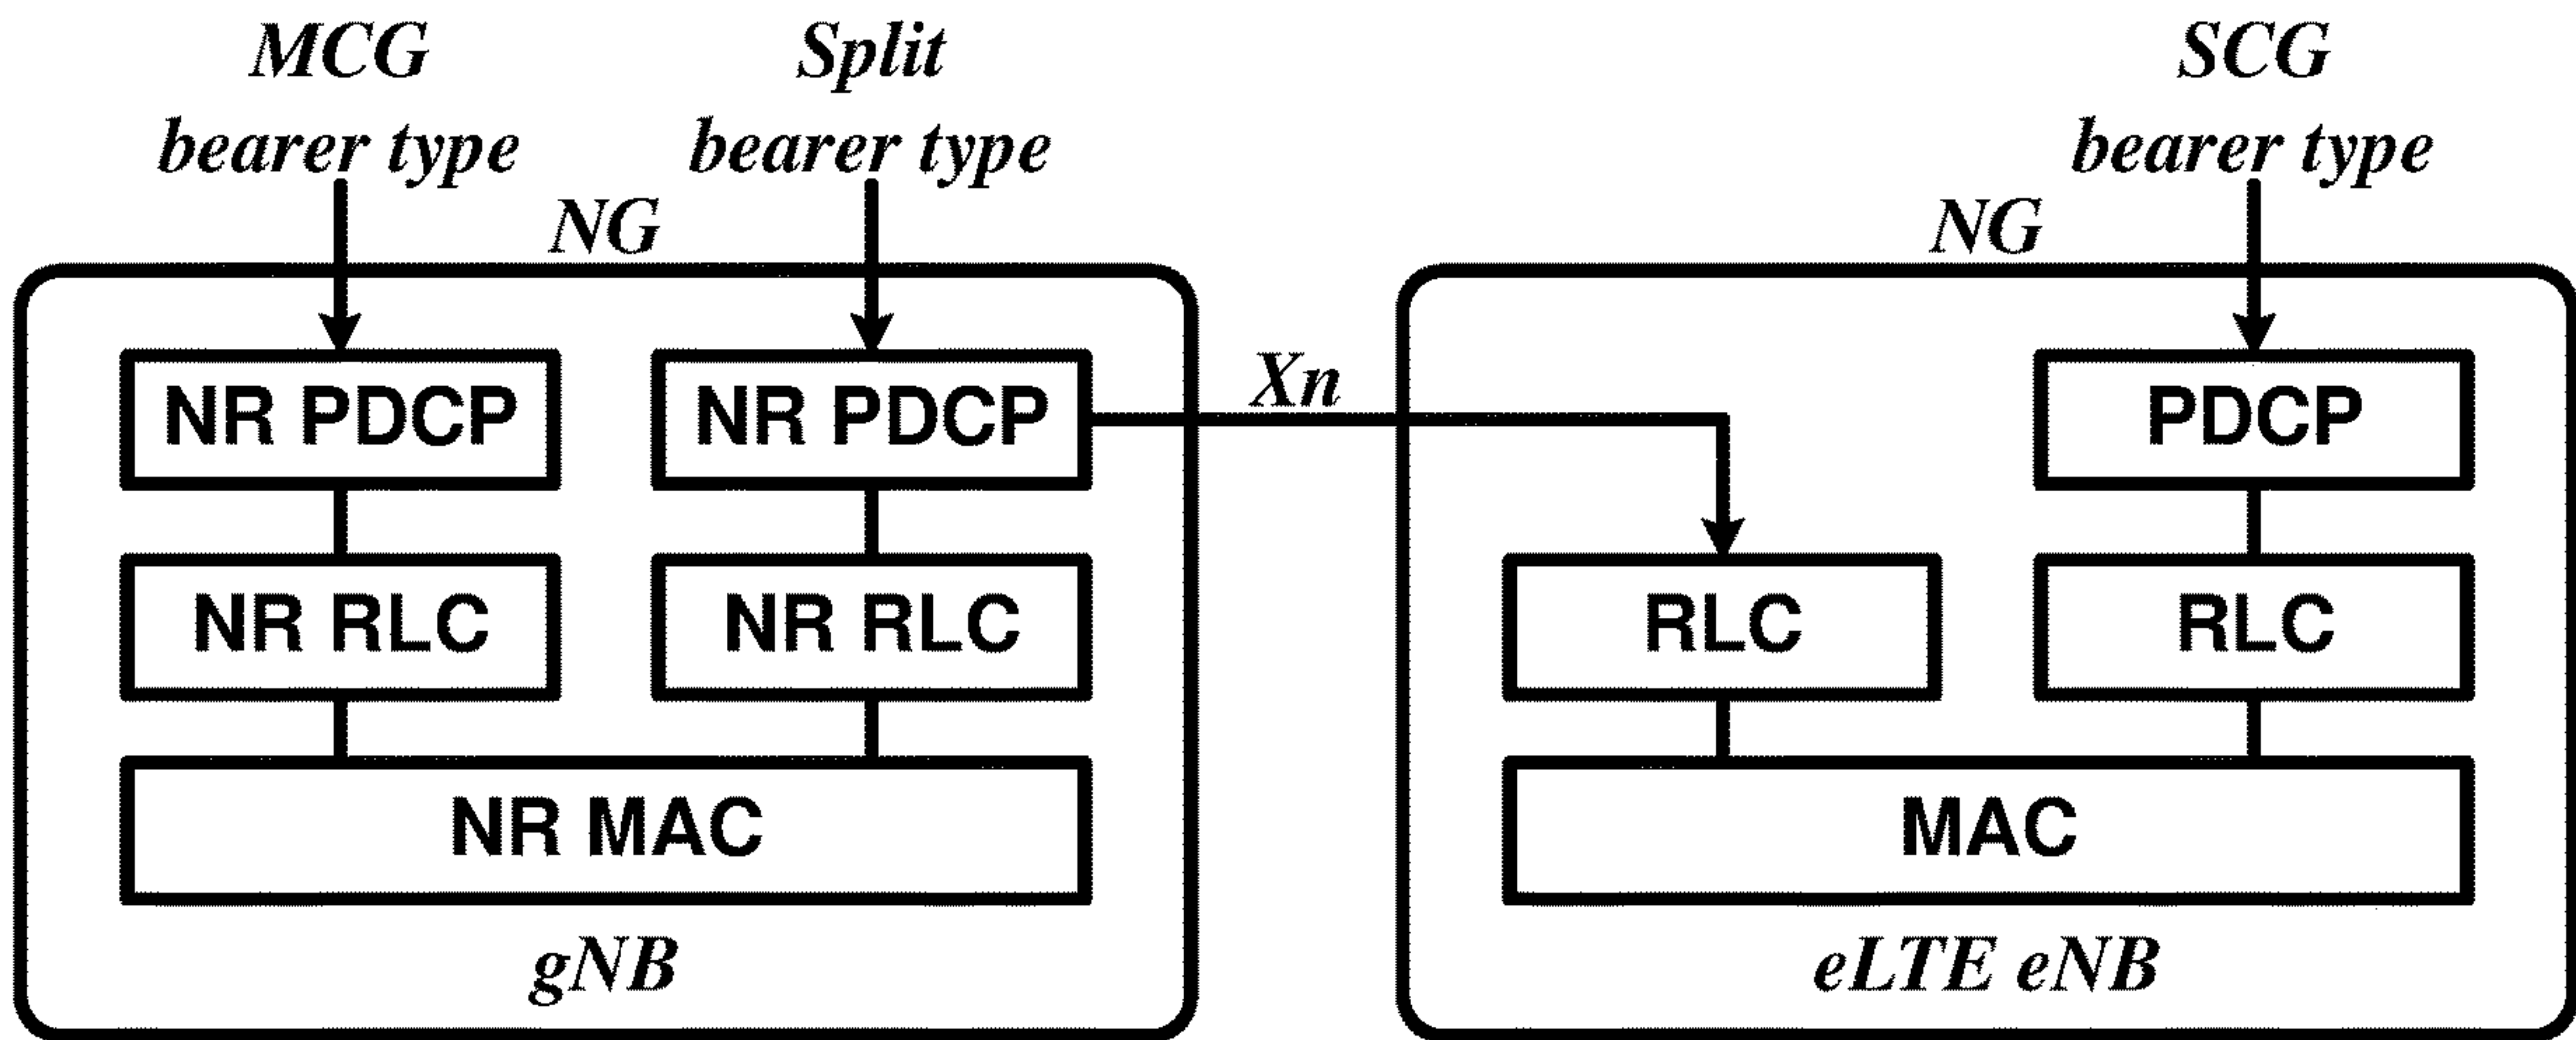 MCG
bearer type
Split
bearer type
SCG
bearer type
NG
NG
Xn
NR PDCP
NR PDCP
PDCP
NR RLC
NR RLC
RLC
RLC
NR MAC
MAC
gNB
eLTE eNB